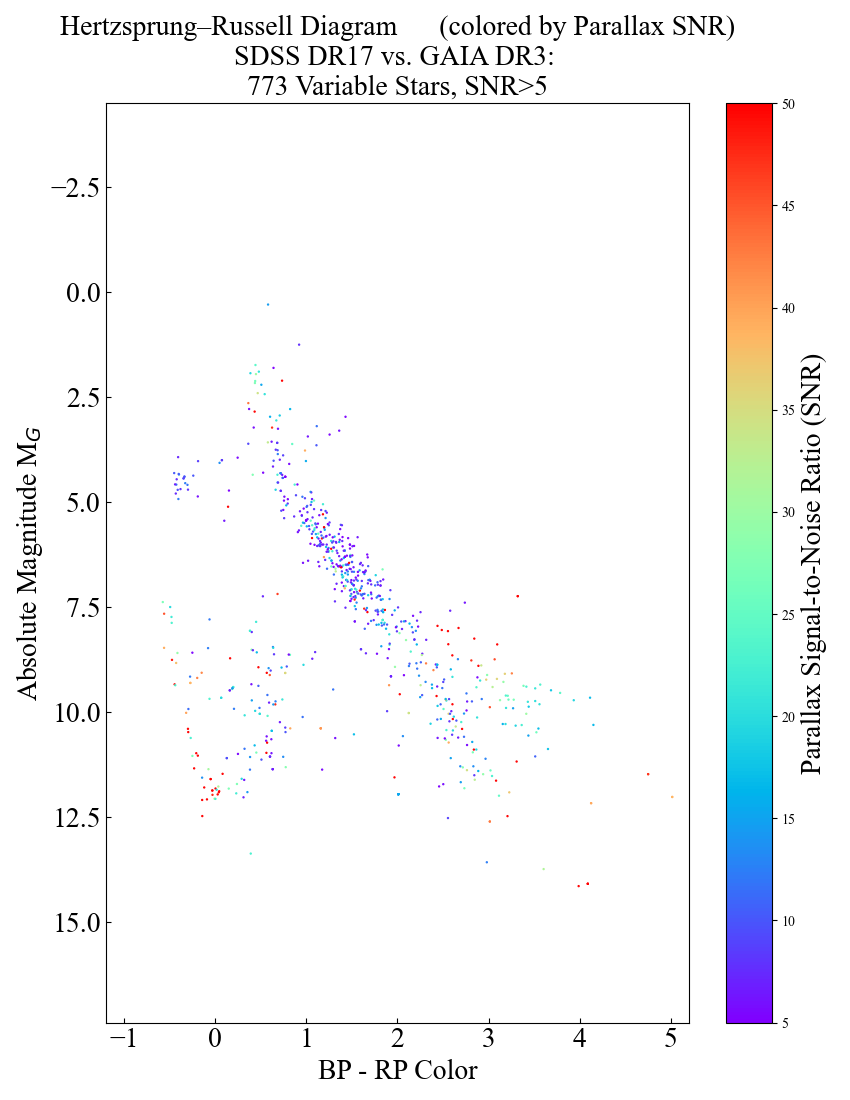 Hertzsprung–Russell Diagram (colored by Parallax SNR)
SDSS DR17 vs. GAIA DR3:
773 Variable Stars, SNR>5
−2.5
0.0
2.5
5.0
7.5
10.0
12.5
15.0
Absolute Magnitude M_G
−1 0 1 2 3 4 5
BP - RP Color
50
45
40
35
30
25
20
15
10
5
Parallax Signal-to-Noise Ratio (SNR)